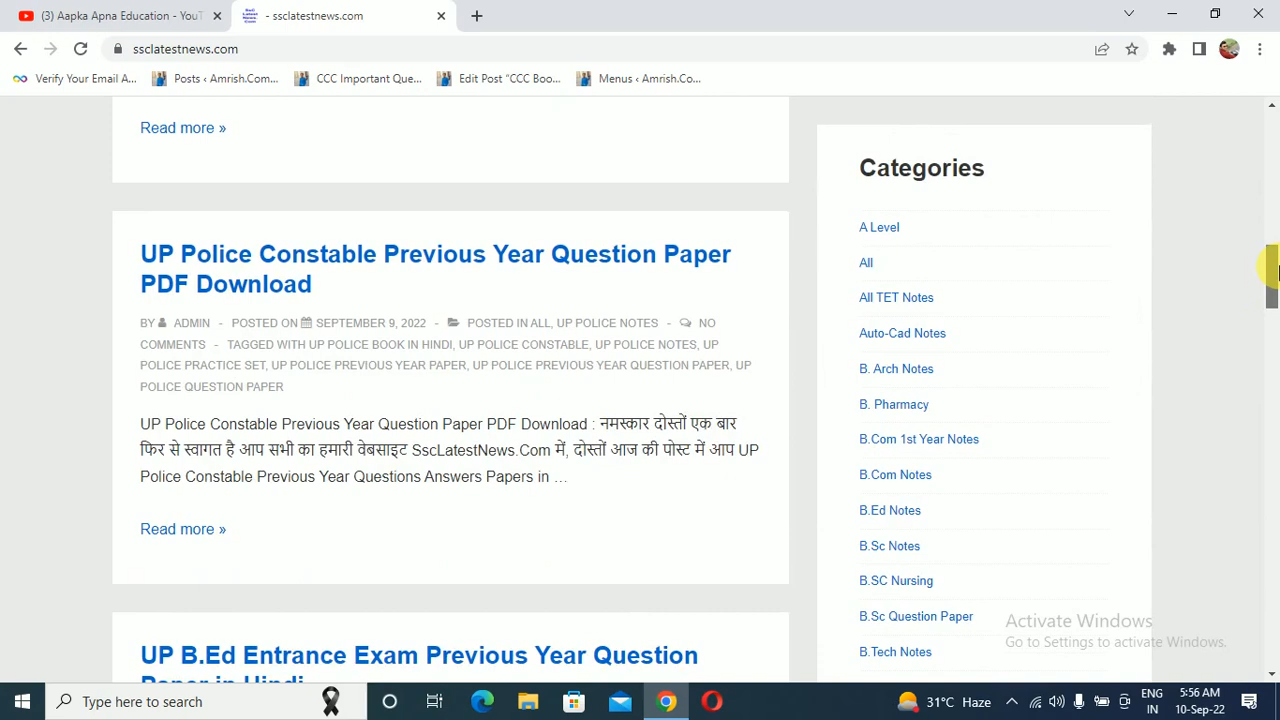 (3) Aapka Apna Education - YouT
SsC
Latest
News.
Com
- ssclatestnews.com
ssclatestnews.com
Verify Your Email A...
Posts ‹ Amrish.Com...
CCC Important Que...
Edit Post "CCC Boo...
Menus ‹ Amrish.Co...
Read more »
UP Police Constable Previous Year Question Paper
PDF Download
BY ADMIN - POSTED ON SEPTEMBER 9, 2022 - POSTED IN ALL, UP POLICE NOTES - NO
COMMENTS - TAGGED WITH UP POLICE BOOK IN HINDI, UP POLICE CONSTABLE, UP POLICE NOTES, UP
POLICE PRACTICE SET, UP POLICE PREVIOUS YEAR PAPER, UP POLICE PREVIOUS YEAR QUESTION PAPER, UP
POLICE QUESTION PAPER
UP Police Constable Previous Year Question Paper PDF Download : नमस्कार दोस्तों एक बार
फिर से स्वागत है आप सभी का हमारी वेबसाइट SscLatestNews.Com में, दोस्तों आज की पोस्ट में आप UP
Police Constable Previous Year Questions Answers Papers in …
Read more »
UP B.Ed Entrance Exam Previous Year Question
Paper in Hindi
Categories
A Level
All
All TET Notes
Auto-Cad Notes
B. Arch Notes
B. Pharmacy
B.Com 1st Year Notes
B.Com Notes
B.Ed Notes
B.Sc Notes
B.SC Nursing
B.Sc Question Paper
B.Tech Notes
Activate Windows
Go to Settings to activate Windows.
Type here to search
31°C Haze
ENG
IN
5:56 AM
10-Sep-22